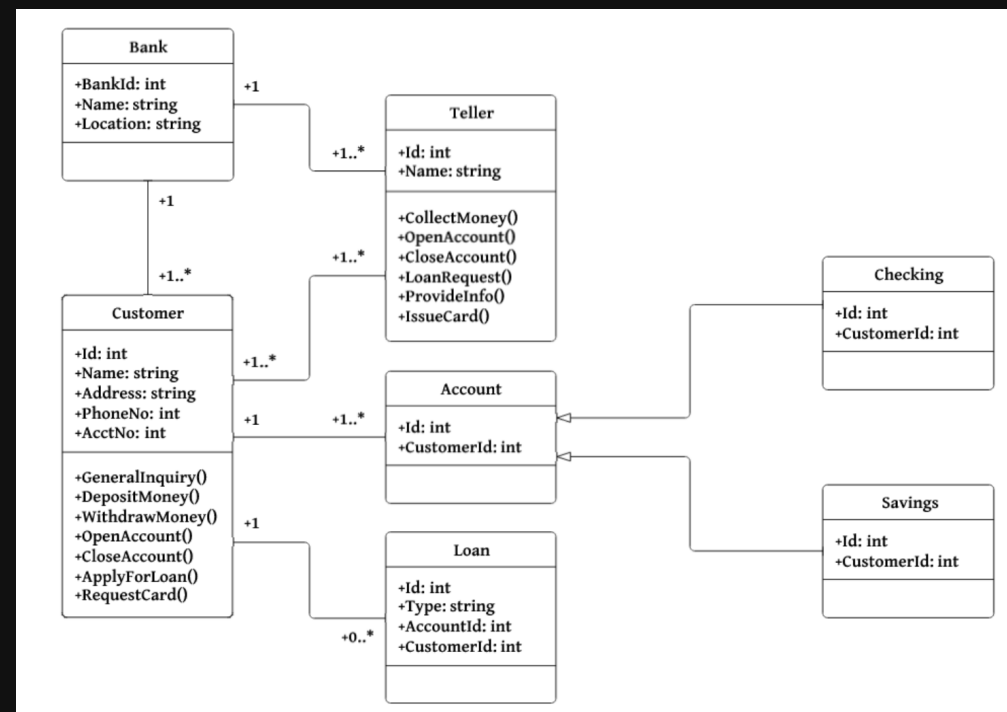 Bank
+BankId: int
+Name: string
+Location: string
+1
+1..*
Teller
+Id: int
+Name: string
+CollectMoney()
+OpenAccount()
+CloseAccount()
+LoanRequest()
+ProvideInfo()
+IssueCard()
+1
+1..*
Customer
+Id: int
+Name: string
+Address: string
+PhoneNo: int
+AcctNo: int
+GeneralInquiry()
+DepositMoney()
+WithdrawMoney()
+OpenAccount()
+CloseAccount()
+ApplyForLoan()
+RequestCard()
+1..*
+1..*
+1
+1..*
Account
+Id: int
+CustomerId: int
+1
+0..*
Loan
+Id: int
+Type: string
+AccountId: int
+CustomerId: int
Checking
+Id: int
+CustomerId: int
Savings
+Id: int
+CustomerId: int